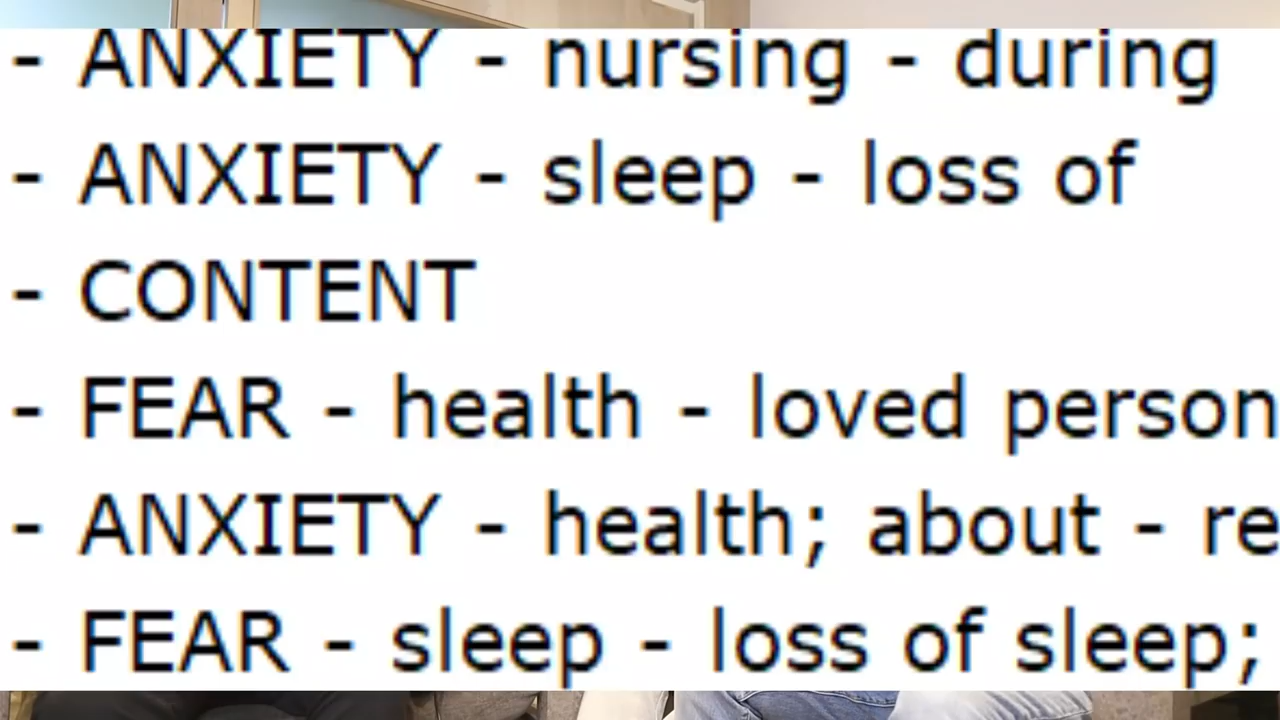 - ANXIETY - nursing - during
- ANXIETY - sleep - loss of
- CONTENT
- FEAR - health - loved person
- ANXIETY - health; about - re
- FEAR - sleep - loss of sleep;